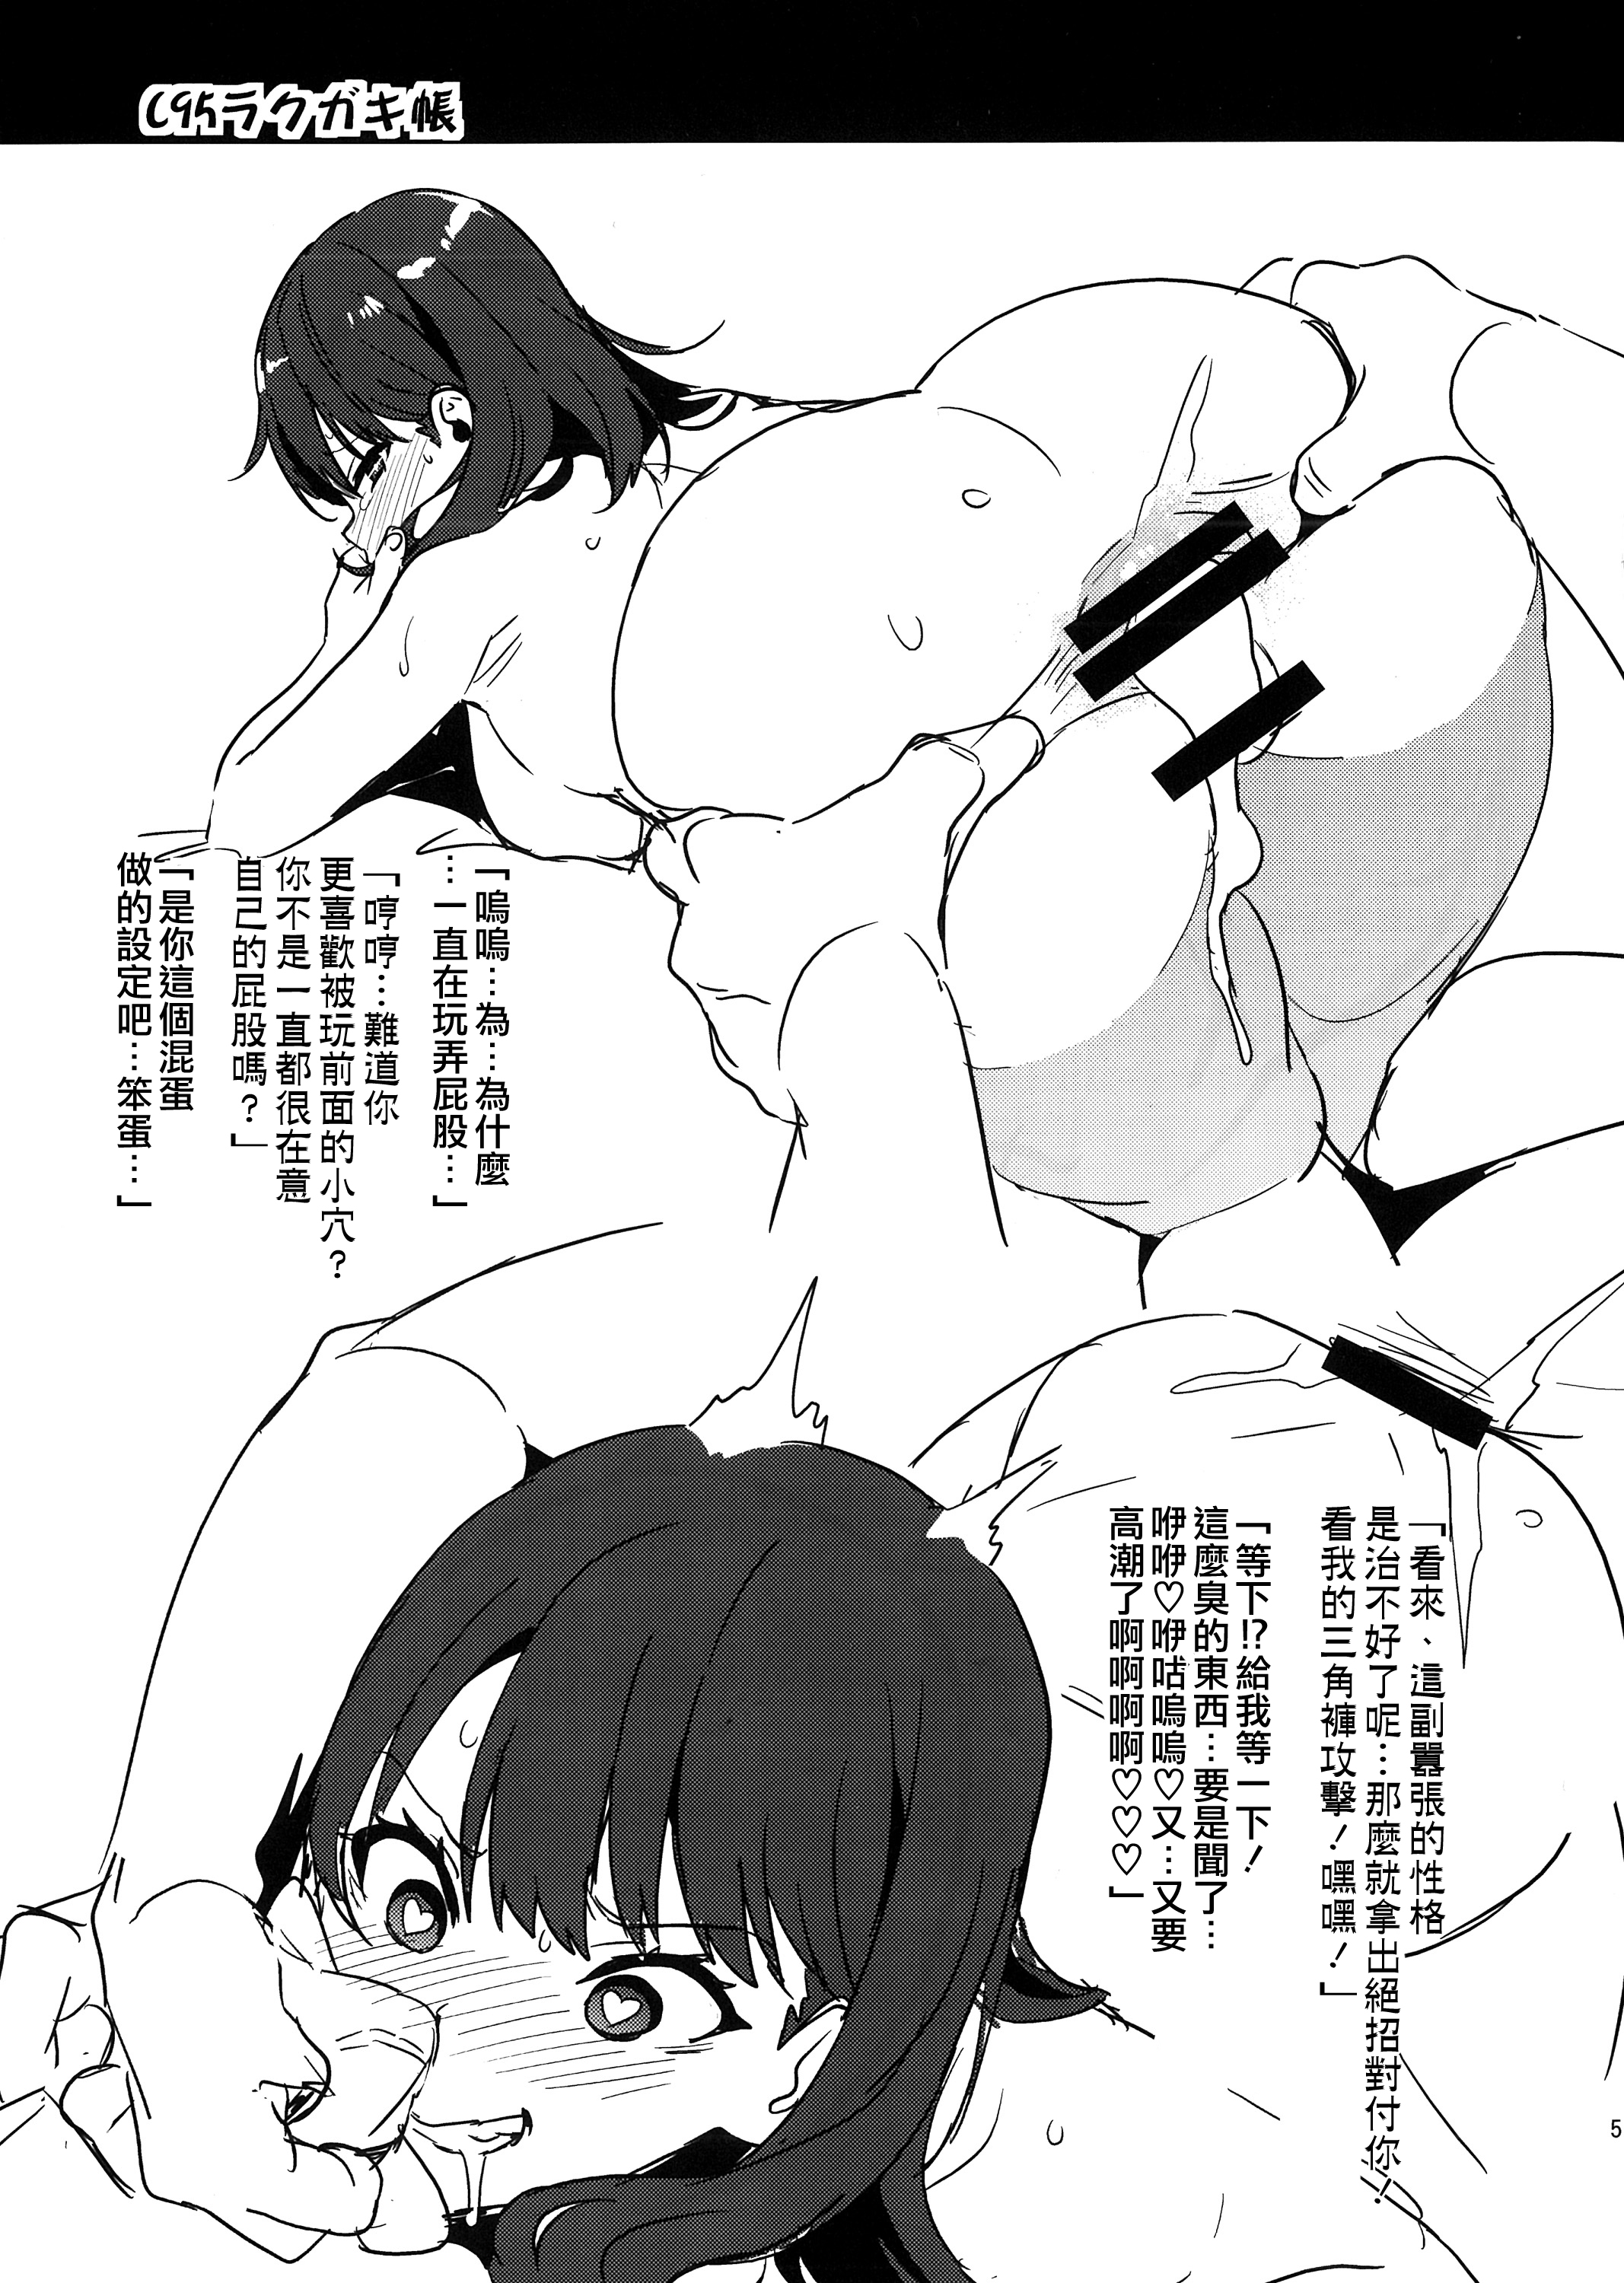 C95ラクガキ帳
「嗚嗚…為…為什麼
…一直在玩弄屁股…」
「哼哼…難道你
更喜歡被玩前面的小穴？
你不是一直都很在意
自己的屁股嗎？」
「是你這個混蛋
做的設定吧…笨蛋…」
「看來、這副囂張的性格
是治不好了呢…那麼就拿出絕招對付你！
看我的三角褲攻擊！嘿嘿！」
「等下!?給我等一下！
這麼臭的東西…要是聞了…
咿咿♡咿咕嗚嗚♡又…又要
高潮了啊啊啊啊♡♡♡」
5